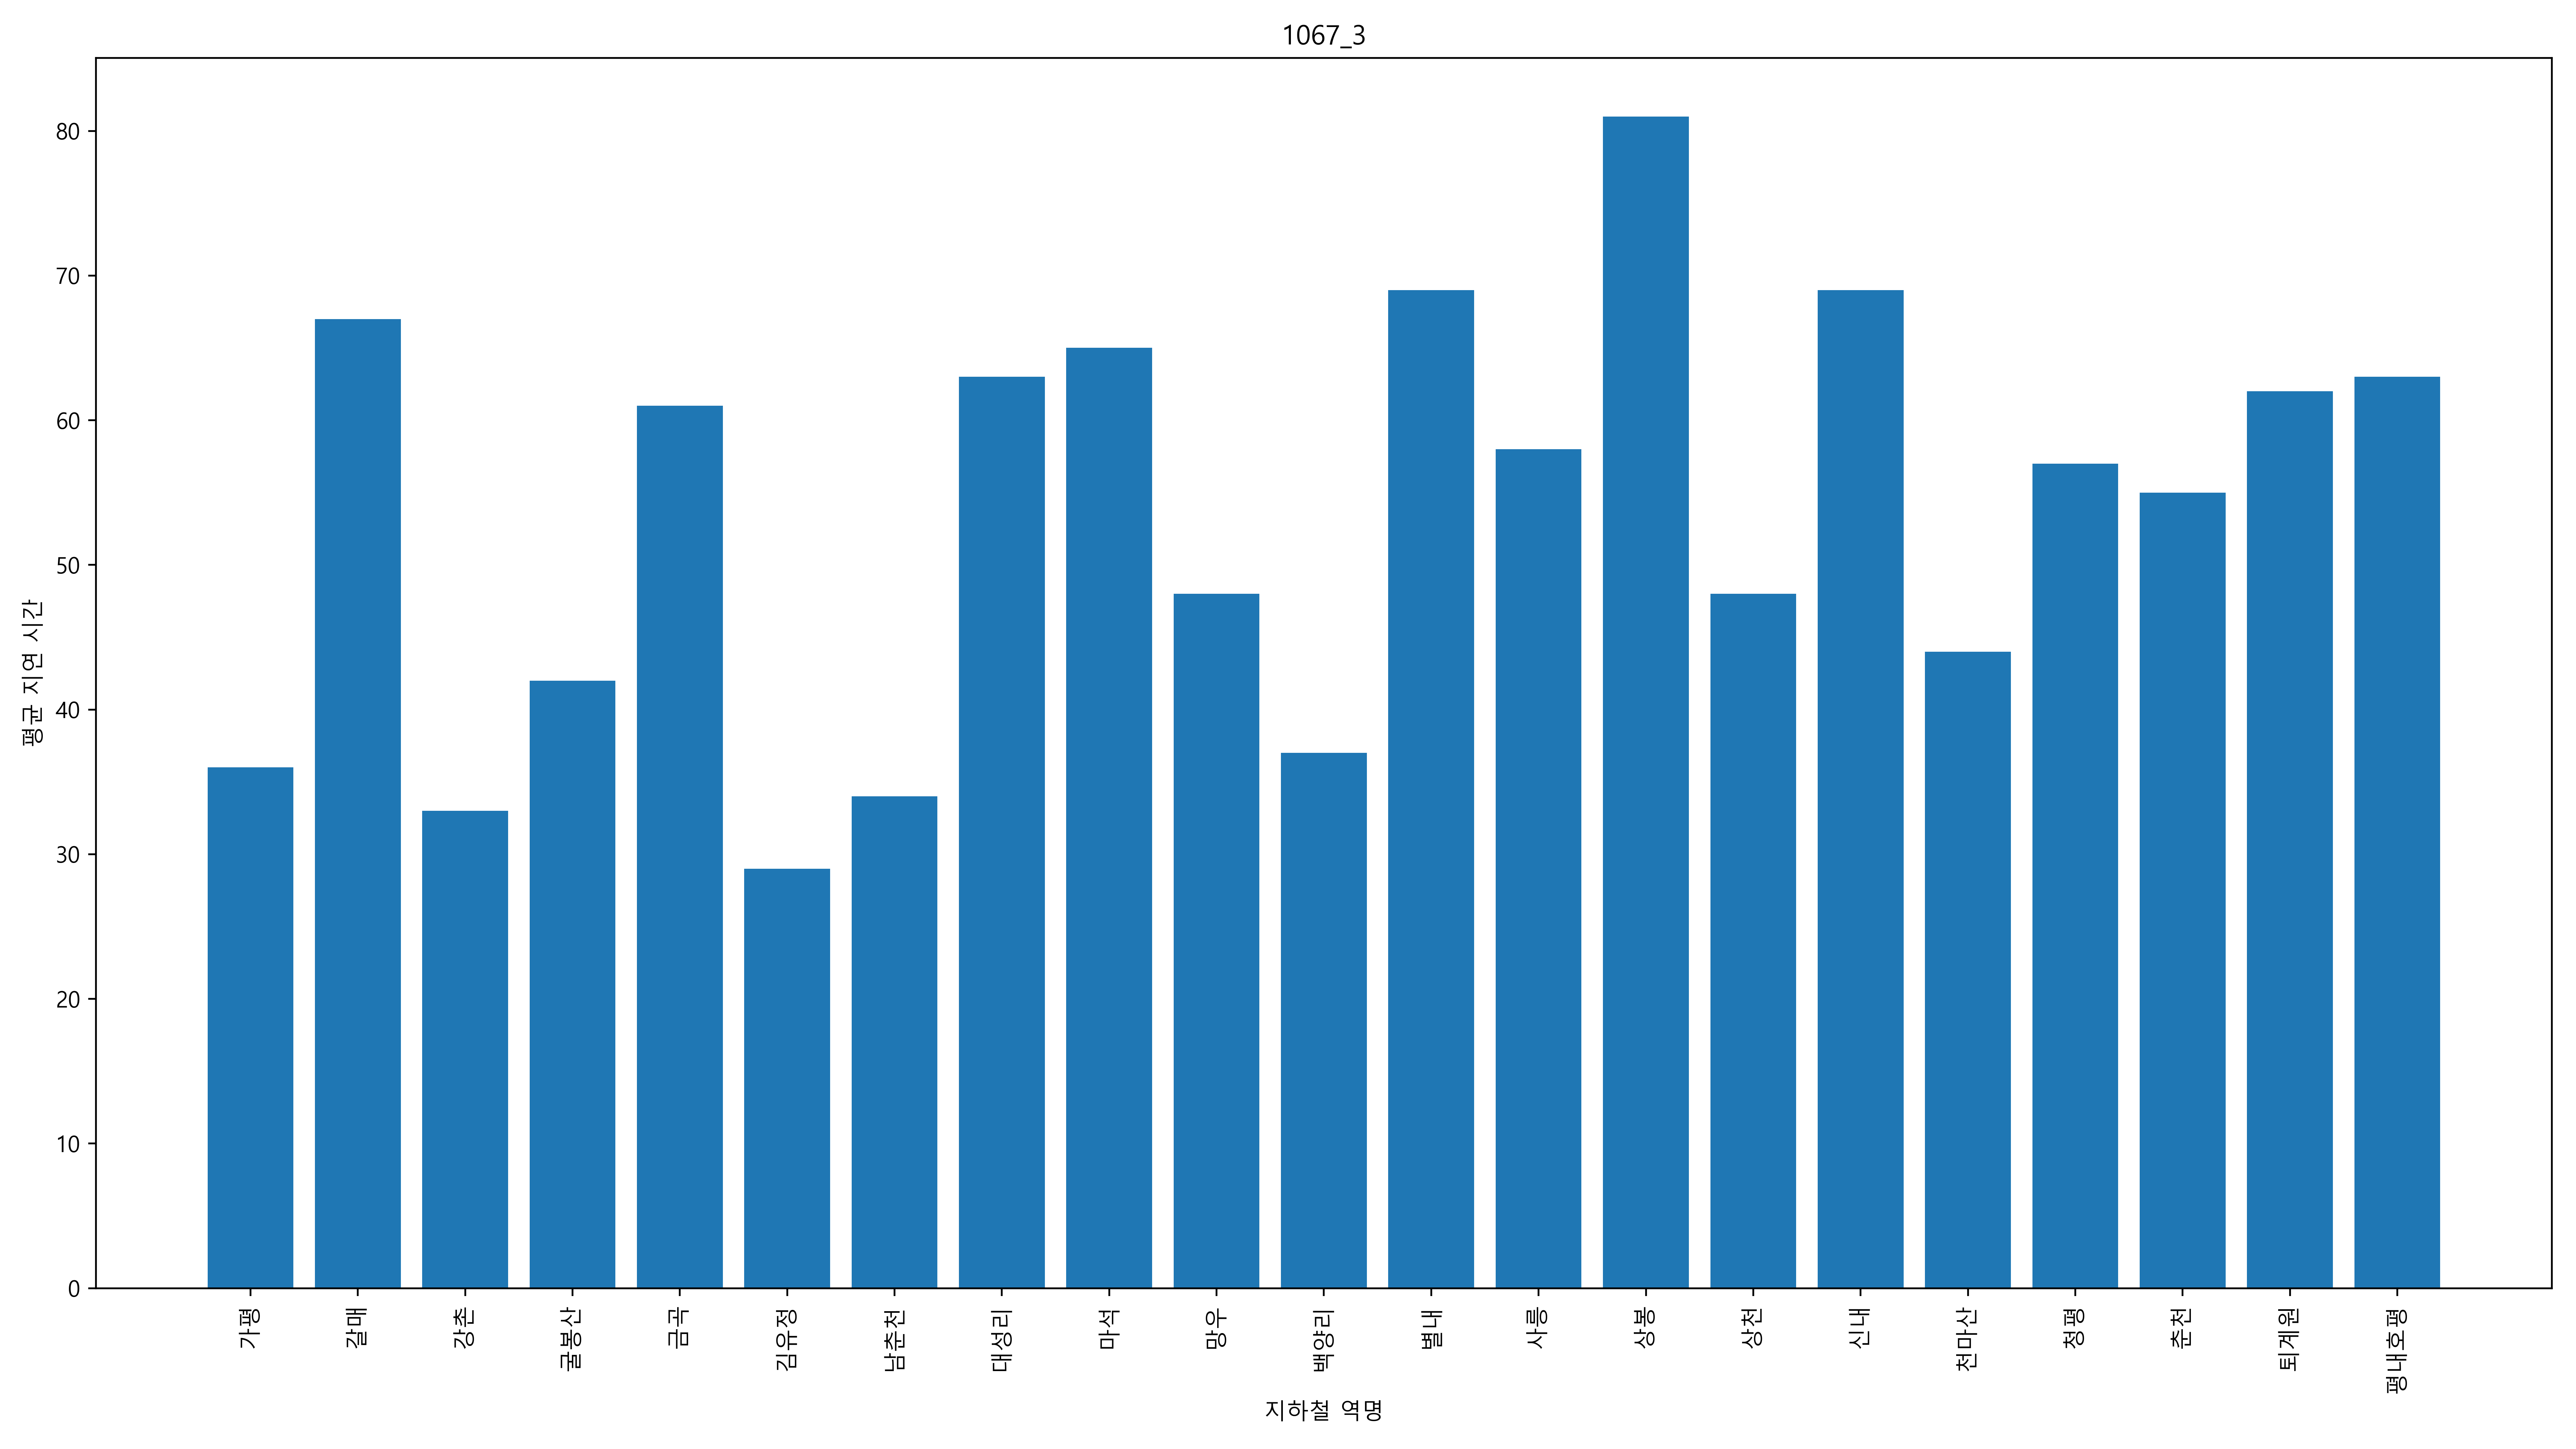 1067_3
80
70
60
50
40
30
20
10
0
평균 지연 시간
가평
갈매
강촌
굴봉산
금곡
김유정
남춘천
대성리
마석
망우
백양리
별내
사릉
상봉
상천
신내
천마산
청평
춘천
퇴계원
평내호평
지하철 역명